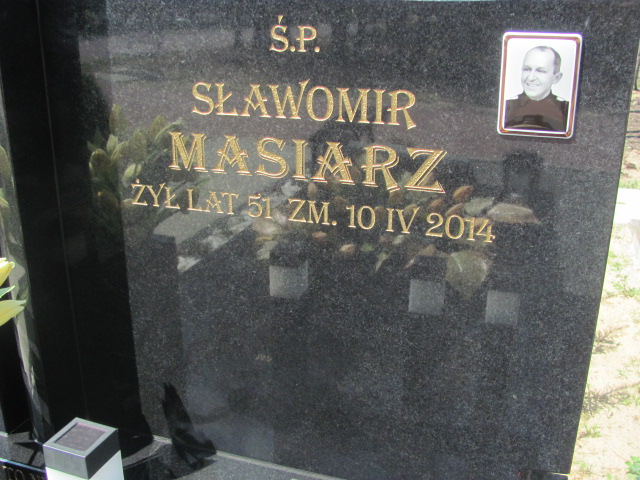 Ś.P.
SŁAWOMIR
MASIARZ
ŻYŁ LAT 51 ZM. 10 IV 2014